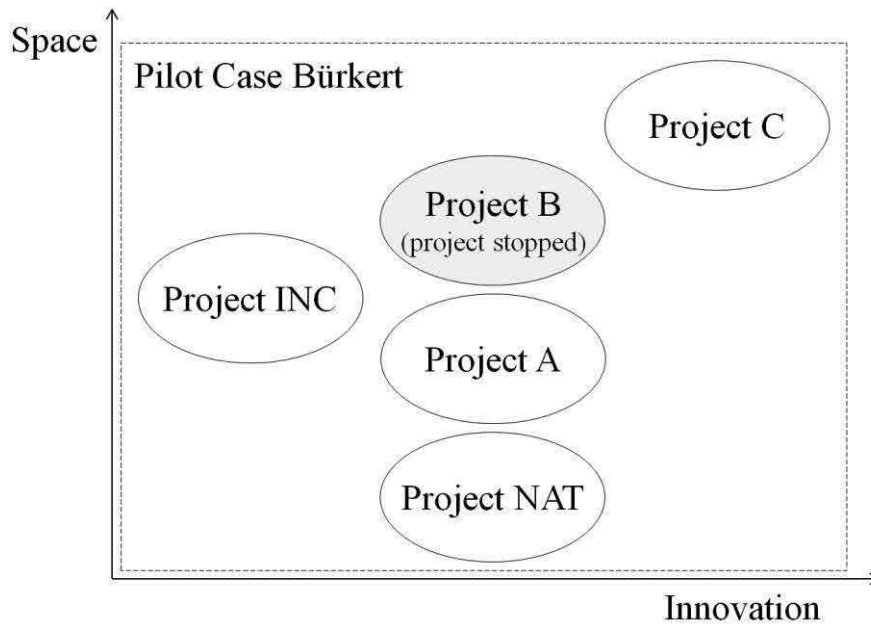 Space
Pilot Case Bürkert
Project C
Project B
(project stopped)
Project INC
Project A
Project NAT
Innovation